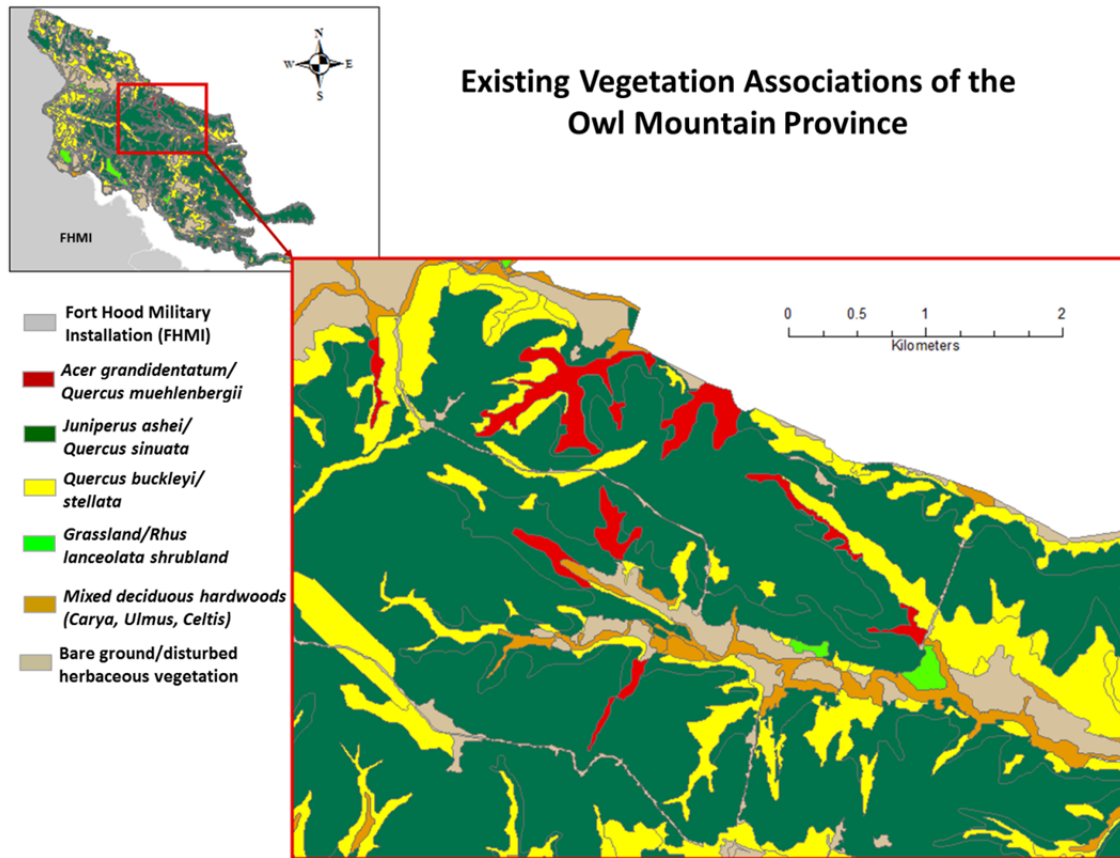 Existing Vegetation Associations of the
Owl Mountain Province
N
W
E
S
FHMI
Fort Hood Military
Installation (FHMI)
Acer grandidentatum/
Quercus muehlenbergii
Juniperus ashei/
Quercus sinuata
Quercus buckleyi/
stellata
Grassland/Rhus
lanceolata shrubland
Mixed deciduous hardwoods
(Carya, Ulmus, Celtis)
Bare ground/disturbed
herbaceous vegetation
0 0.5 1 2
Kilometers